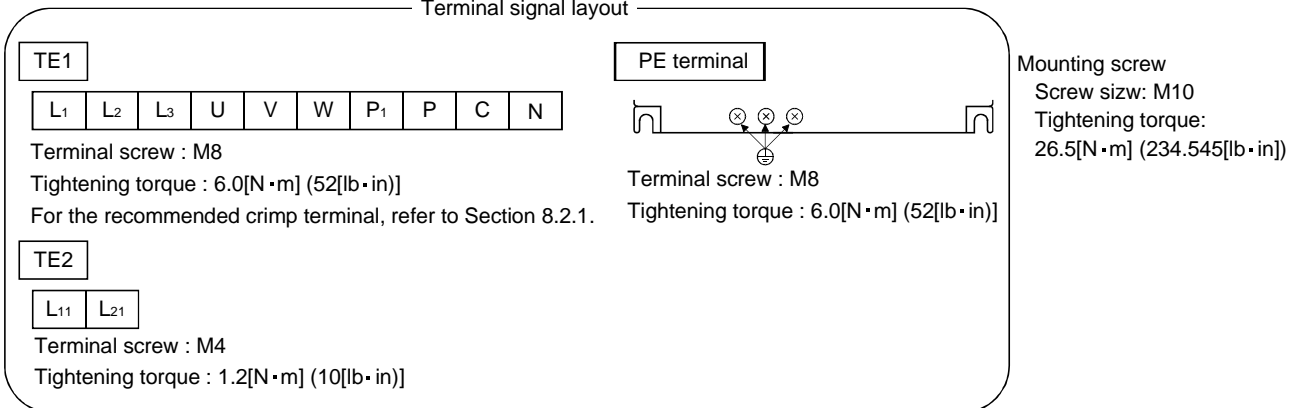 Terminal signal layout
TE1
L1 L2 L3 U V W P1 P C N
Terminal screw : M8
Tightening torque : 6.0[N·m] (52[lb·in)]
For the recommended crimp terminal, refer to Section 8.2.1.
TE2
L11 L21
Terminal screw : M4
Tightening torque : 1.2[N·m] (10[lb·in)]
PE terminal
Terminal screw : M8
Tightening torque : 6.0[N·m] (52[lb·in)]
Mounting screw
Screw sizw: M10
Tightening torque:
26.5[N·m] (234.545[lb·in])